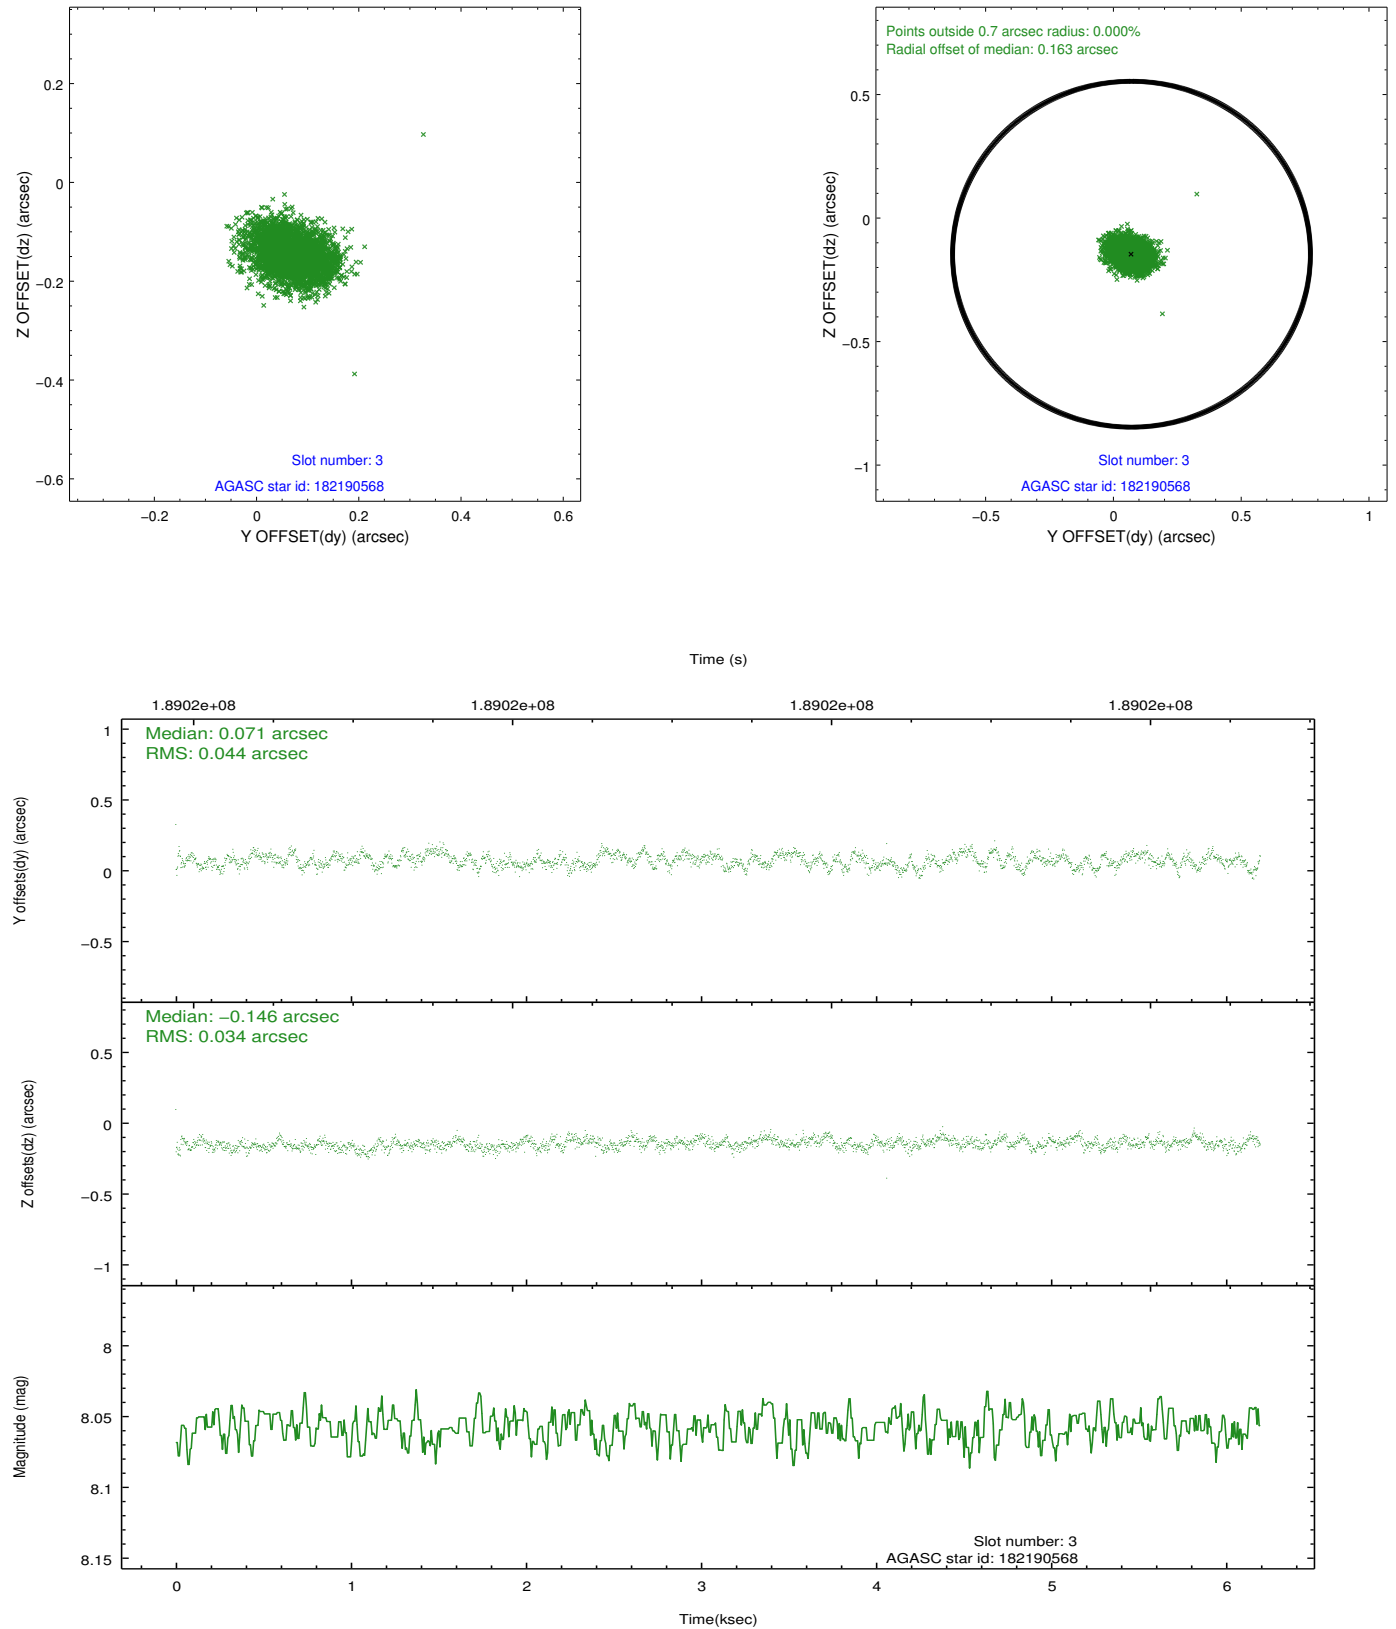 0.2
0
−0.2
−0.4
−0.6
Z OFFSET(dz) (arcsec)
Slot number: 3
AGASC star id: 182190568
−0.2
0
0.2
0.4
0.6
Y OFFSET(dy) (arcsec)
Points outside 0.7 arcsec radius: 0.000%
Radial offset of median: 0.163 arcsec
0.5
0
−0.5
−1
Z OFFSET(dz) (arcsec)
Slot number: 3
AGASC star id: 182190568
−0.5
0
0.5
1
Y OFFSET(dy) (arcsec)
Time (s)
1.8902e+08
1.8902e+08
1.8902e+08
1.8902e+08
Median: 0.071 arcsec
RMS: 0.044 arcsec
1
0.5
0
−0.5
Y offsets(dy) (arcsec)
Median: −0.146 arcsec
RMS: 0.034 arcsec
0.5
0
−0.5
−1
Z offsets(dz) (arcsec)
8
8.05
8.1
8.15
Magnitude (mag)
Slot number: 3
AGASC star id: 182190568
0
1
2
3
4
5
6
Time(ksec)